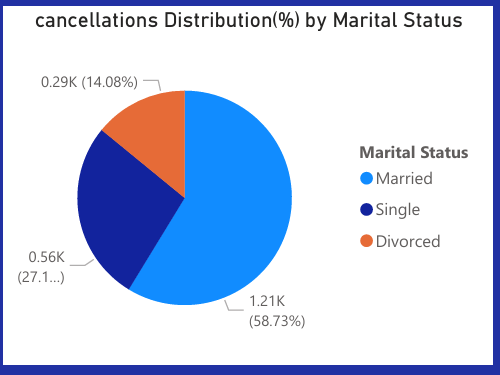 cancellations Distribution(%) by Marital Status
0.29K (14.08%)
Marital Status
Married
Single
Divorced
0.56K
(27.1...)
1.21K
(58.73%)